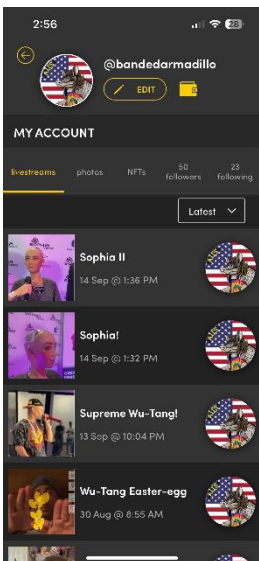 2:56
28
@bandedarmadillo
EDIT
MY ACCOUNT
livestreams photos NFTs 50 followers 23 following
Latest
Sophia II
14 Sep @ 1:36 PM
Sophia!
14 Sep @ 1:32 PM
Supreme Wu-Tang!
13 Sep @ 10:04 PM
Wu-Tang Easter-egg
30 Aug @ 8:55 AM